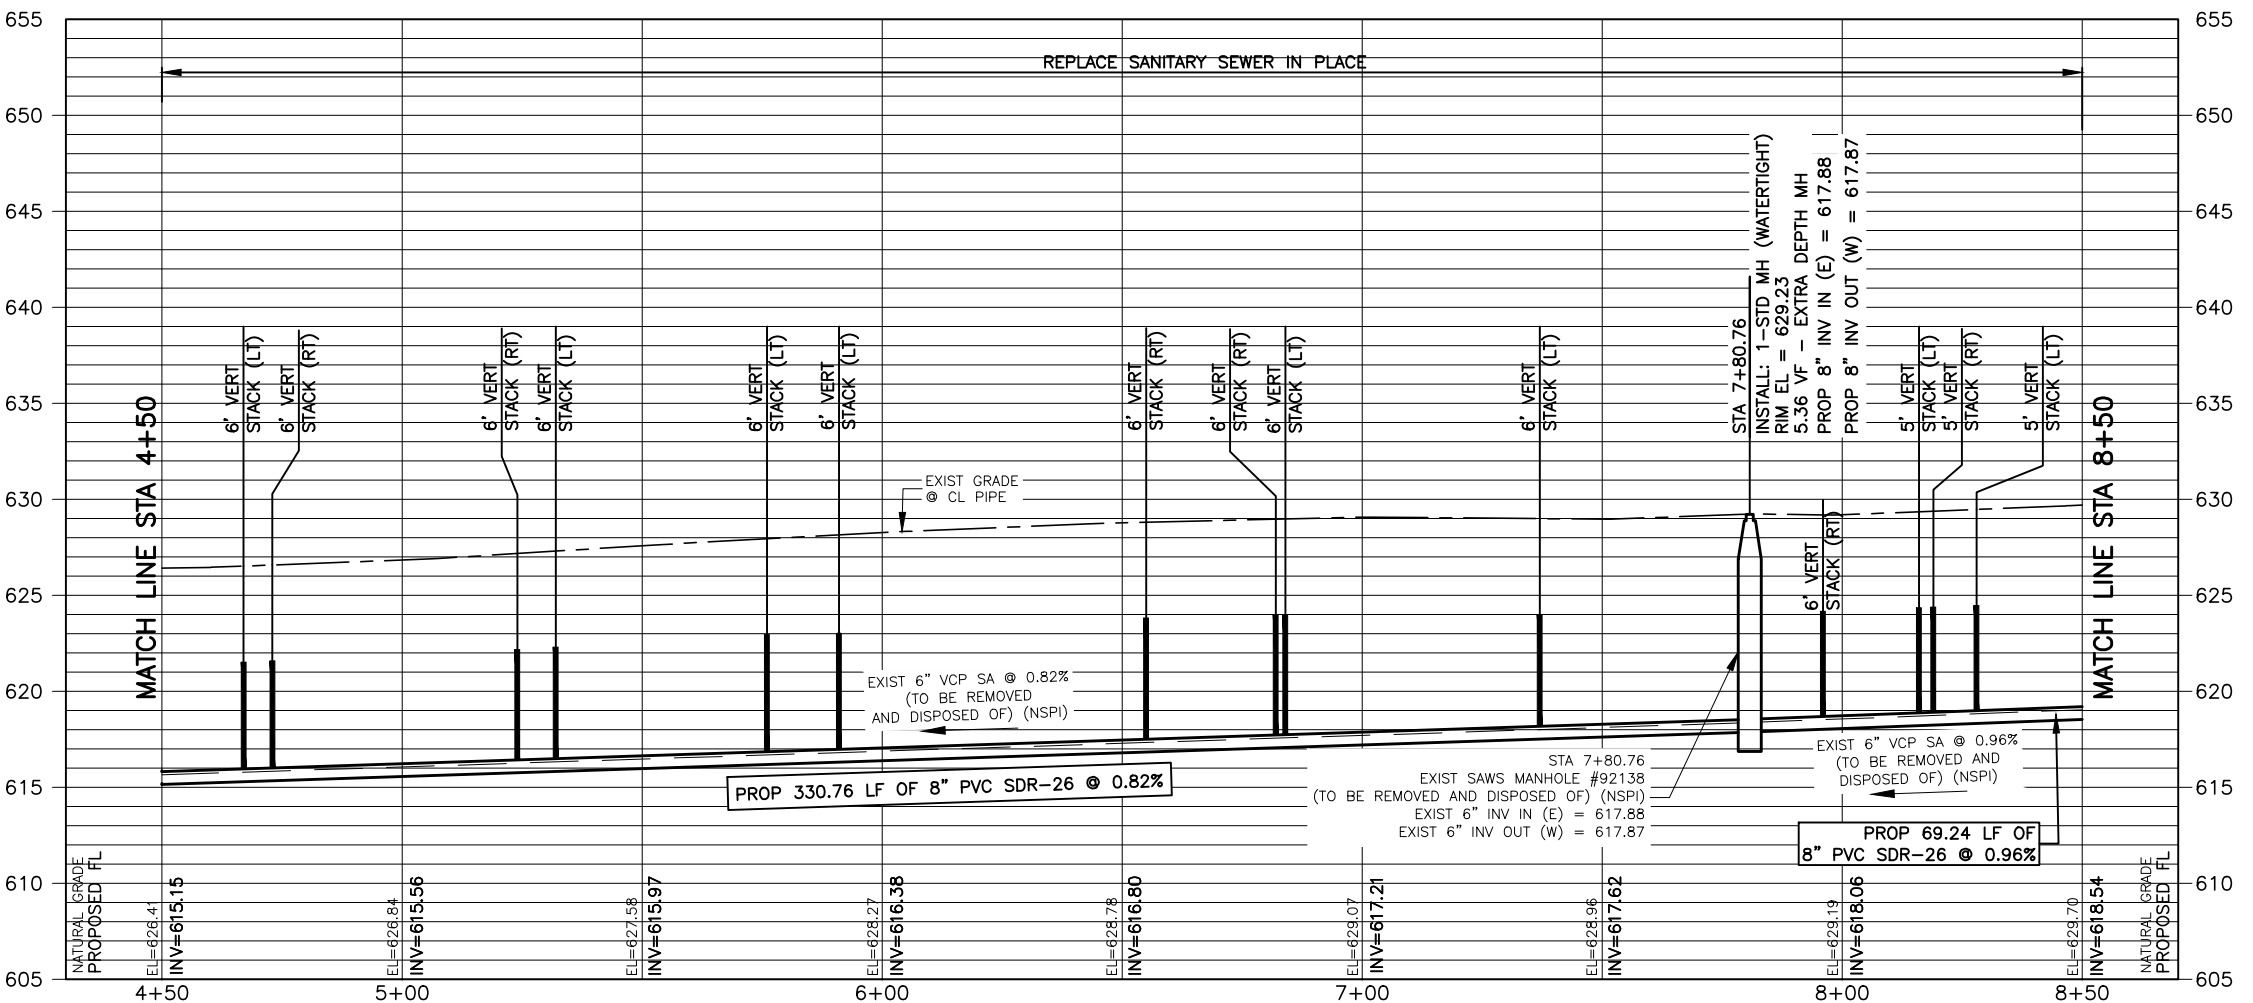 655
655
REPLACE SANITARY SEWER IN PLACE
650
650
645
645
640
640
635
635
630
630
625
625
620
620
615
615
610
610
605
605
MATCH LINE STA 4+50
6' VERT
STACK (LT)
6' VERT
STACK (RT)
6' VERT
STACK (RT)
6' VERT
STACK (LT)
6' VERT
STACK (LT)
6' VERT
STACK (LT)
6' VERT
STACK (RT)
6' VERT
STACK (RT)
6' VERT
STACK (LT)
6' VERT
STACK (LT)
STA 7+80.76
INSTALL: 1-STD MH (WATERTIGHT)
RIM EL = 629.23
5.36 VF - EXTRA DEPTH MH
PROP 8" INV IN (E) = 617.88
PROP 8" INV OUT (W) = 617.87
6' VERT
STACK (RT)
5' VERT
STACK (LT)
5' VERT
STACK (RT)
5' VERT
STACK (LT)
MATCH LINE STA 8+50
EXIST GRADE
@ CL PIPE
EXIST 6" VCP SA @ 0.82%
(TO BE REMOVED
AND DISPOSED OF) (NSPI)
PROP 330.76 LF OF 8" PVC SDR-26 @ 0.82%
STA 7+80.76
EXIST SAWS MANHOLE #92138
(TO BE REMOVED AND DISPOSED OF) (NSPI)
EXIST 6" INV IN (E) = 617.88
EXIST 6" INV OUT (W) = 617.87
EXIST 6" VCP SA @ 0.96%
(TO BE REMOVED AND
DISPOSED OF) (NSPI)
PROP 69.24 LF OF
8" PVC SDR-26 @ 0.96%
NATURAL GRADE
PROPOSED FL
EL=626.41
INV=615.15
EL=626.84
INV=615.56
EL=627.58
INV=615.97
EL=628.27
INV=616.38
EL=628.78
INV=616.80
EL=629.07
INV=617.21
EL=628.96
INV=617.62
EL=629.19
INV=618.06
EL=629.70
INV=618.54
NATURAL GRADE
PROPOSED FL
4+50
5+00
6+00
7+00
8+00
8+50